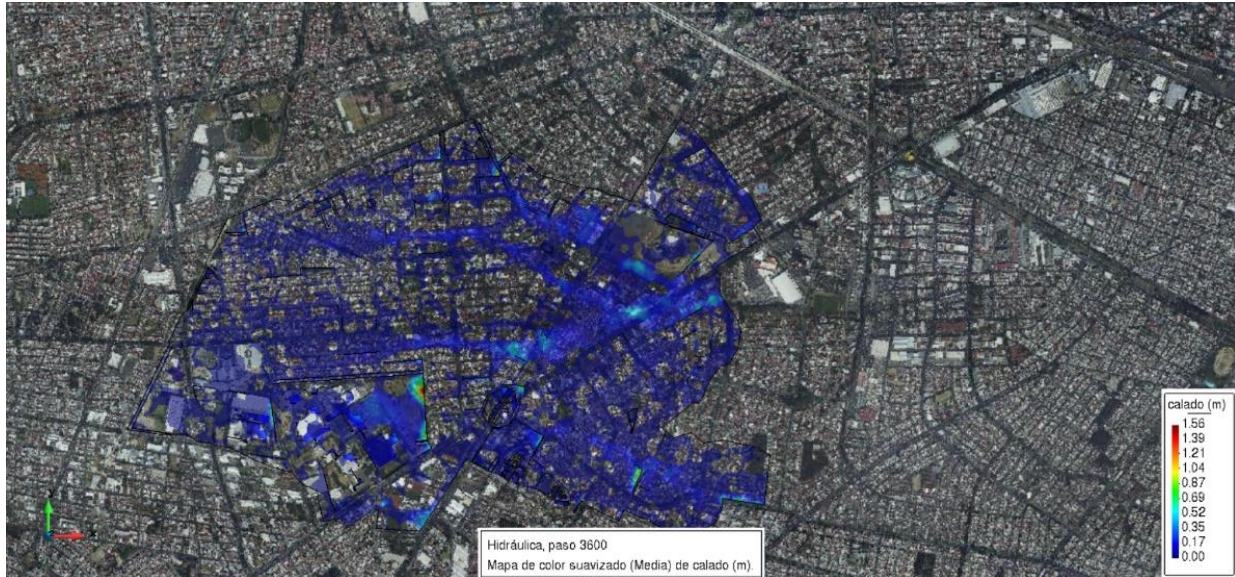 calado (m)
1.56
1.39
1.21
1.04
0.87
0.69
0.52
0.35
0.17
0.00
Hidráulica, paso 3600
Mapa de color suavizado (Media) de calado (m).
x